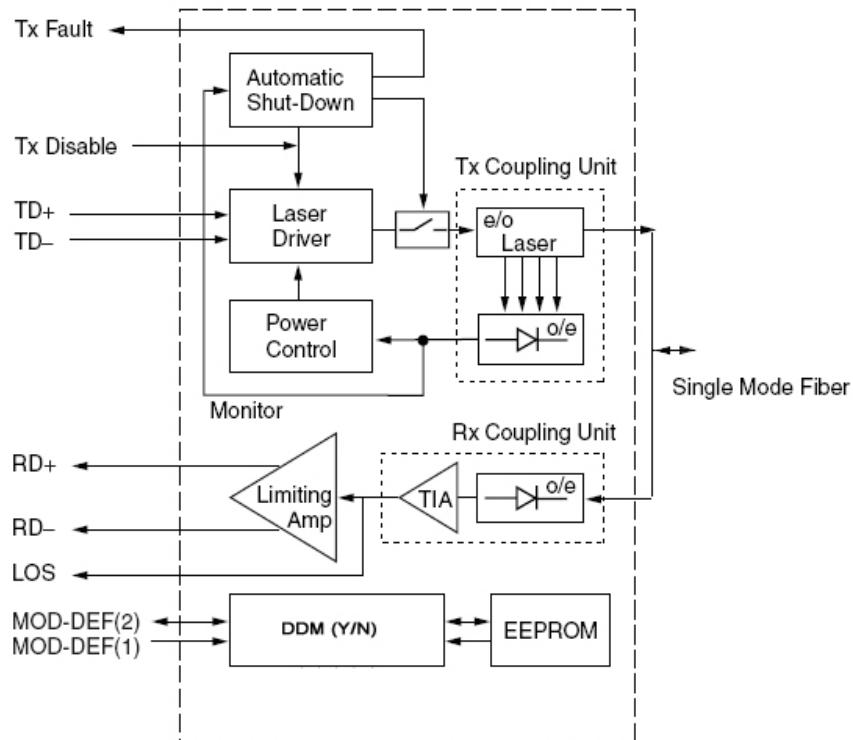 Tx Fault
Automatic
Shut-Down
Tx Disable
Tx Coupling Unit
TD+
TD–
Laser
Driver
e/o
Laser
Power
Control
o/e
Single Mode Fiber
Monitor
Rx Coupling Unit
RD+
RD–
Limiting
Amp
TIA
o/e
LOS
MOD-DEF(2)
MOD-DEF(1)
DDM (Y/N)
EEPROM